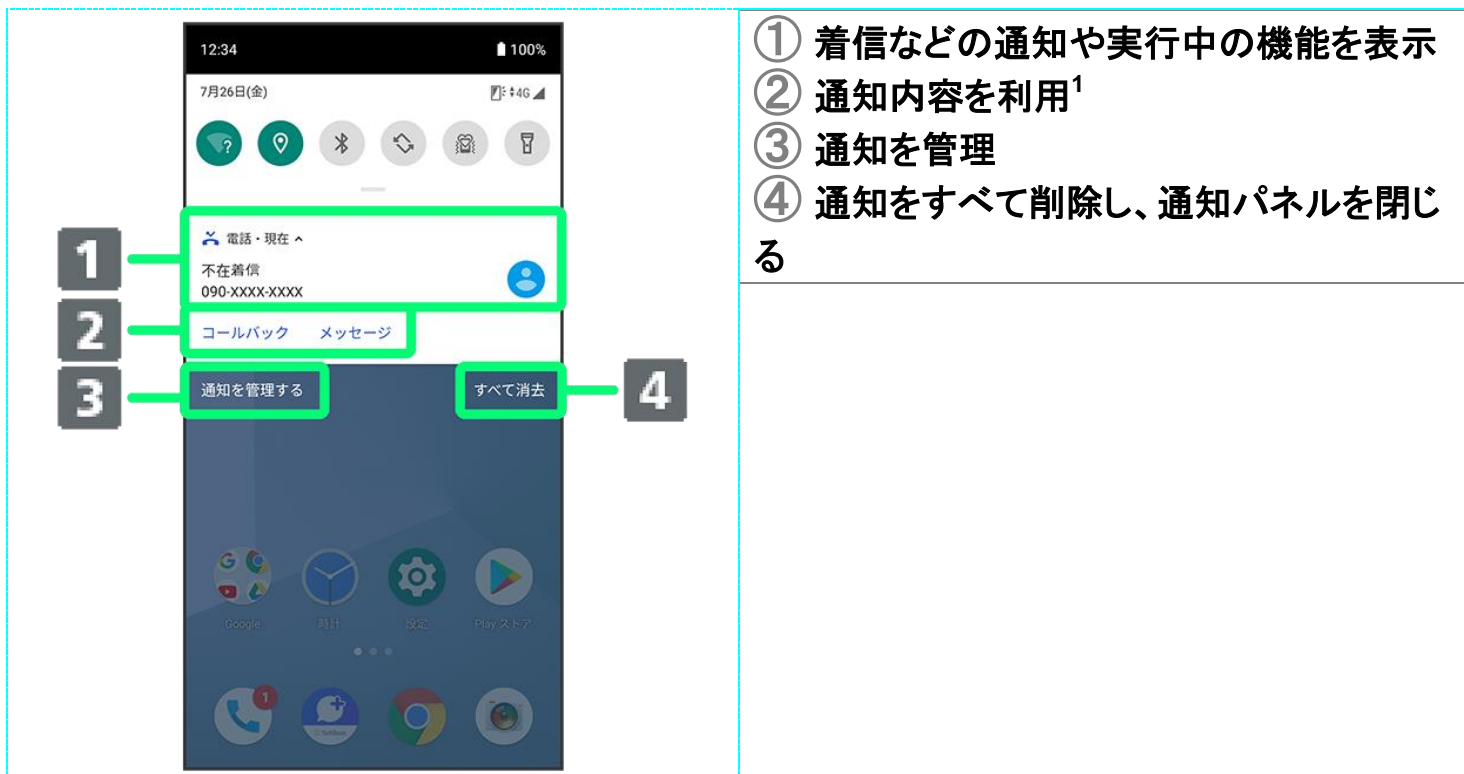 12:34 100%
7月26日(金) 4G
?
電話・現在
不在着信
090-XXXX-XXXX
コールバック メッセージ
通知を管理する すべて消去
1
2
3
4
Google 時計 設定 Play ストア
1
SoftBank
① 着信などの通知や実行中の機能を表示
② 通知内容を利用1
③ 通知を管理
④ 通知をすべて削除し、通知パネルを閉じ
る